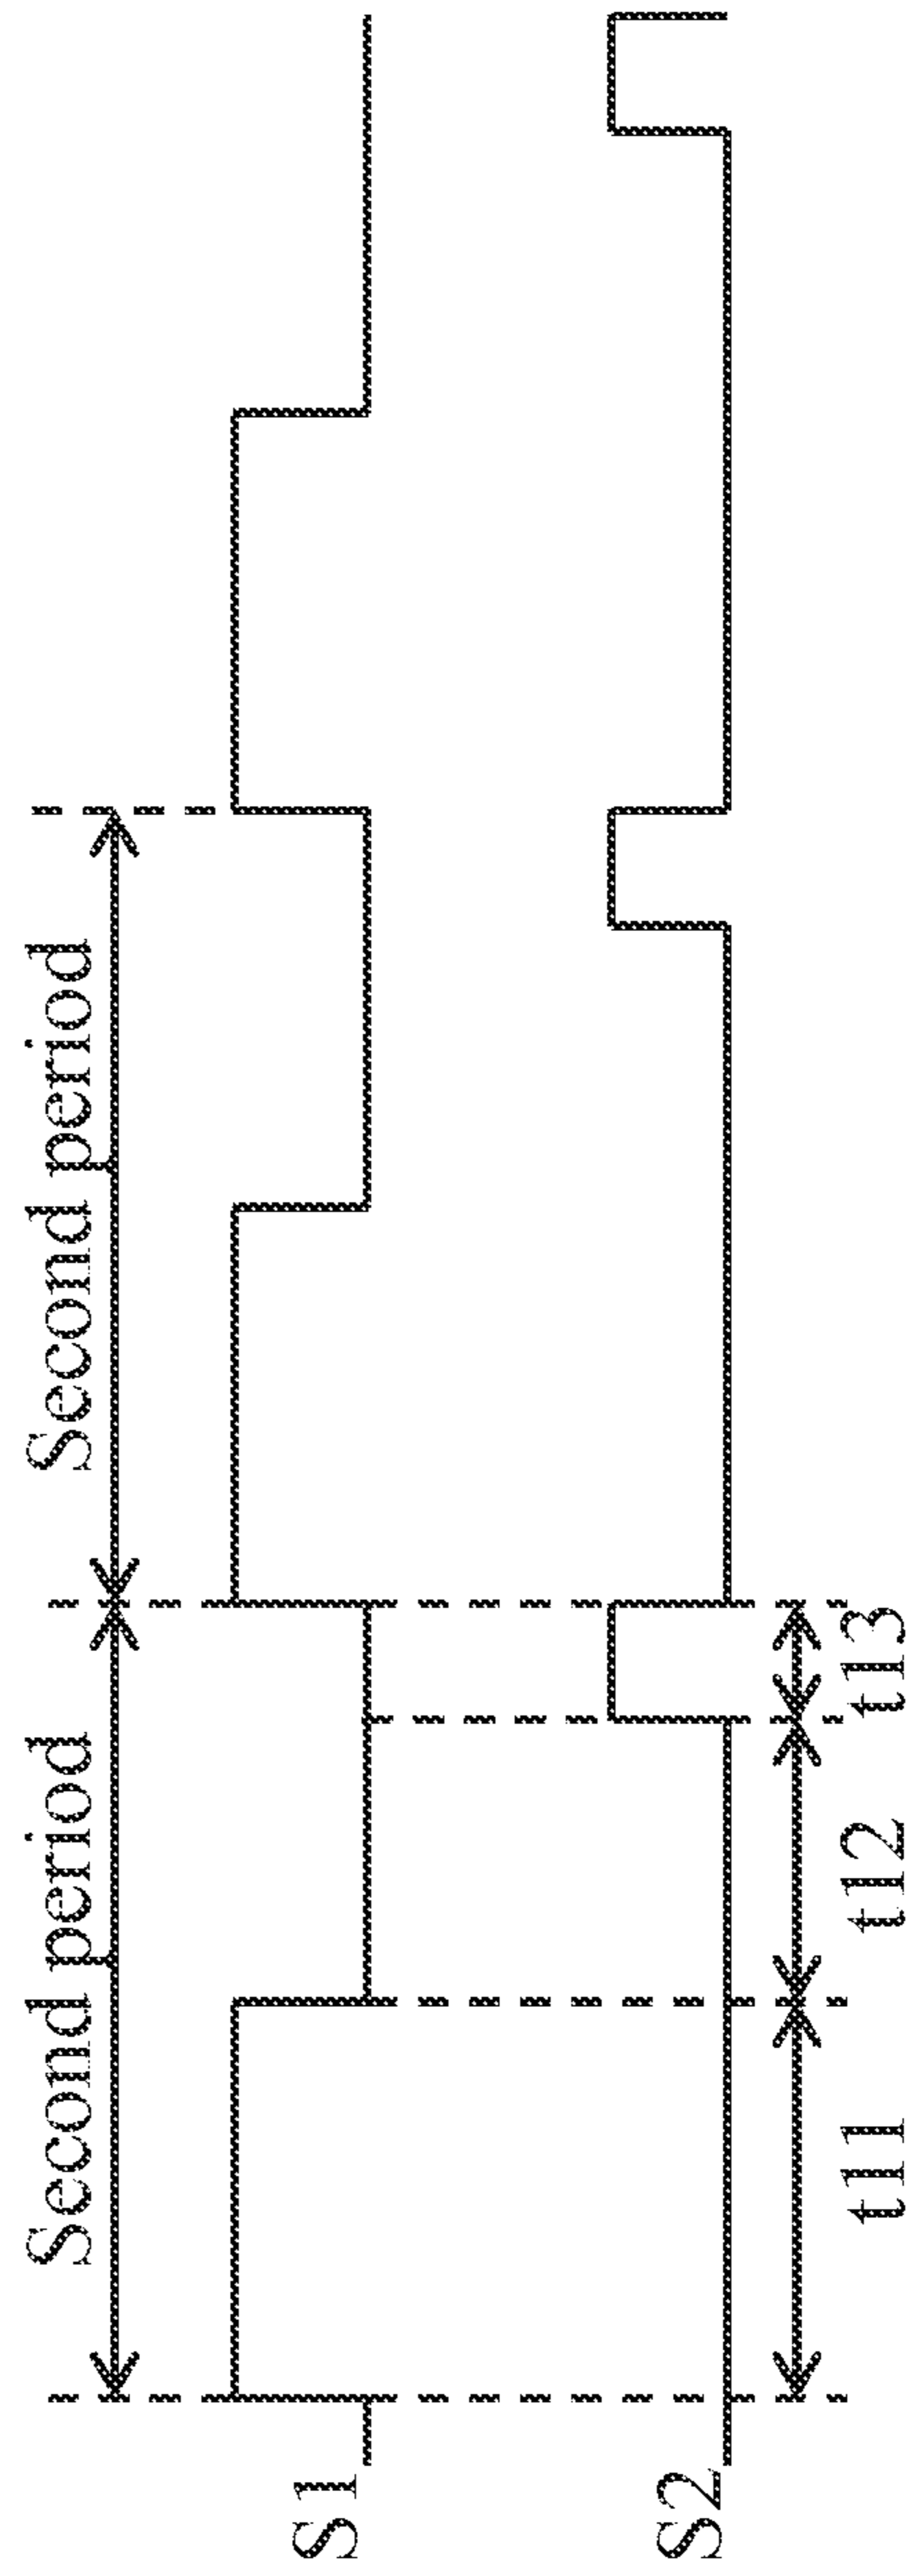 Second period
Second period
S1
S2
t11
t12
t13